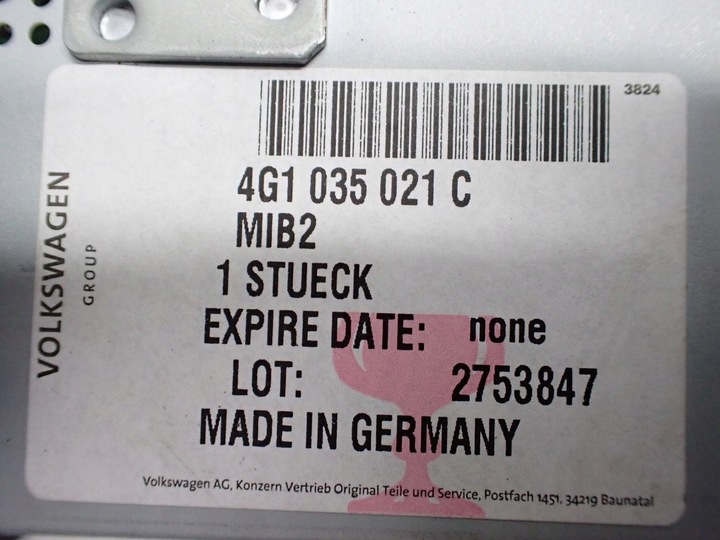 3824
4G1 035 021 C
MIB2
1 STUECK
EXPIRE DATE: none
LOT: 2753847
MADE IN GERMANY
Volkswagen AG, Konzern Vertrieb Original Teile und Service, Postfach 1451, 34219 Baunatal
VOLKSWAGEN
GROUP